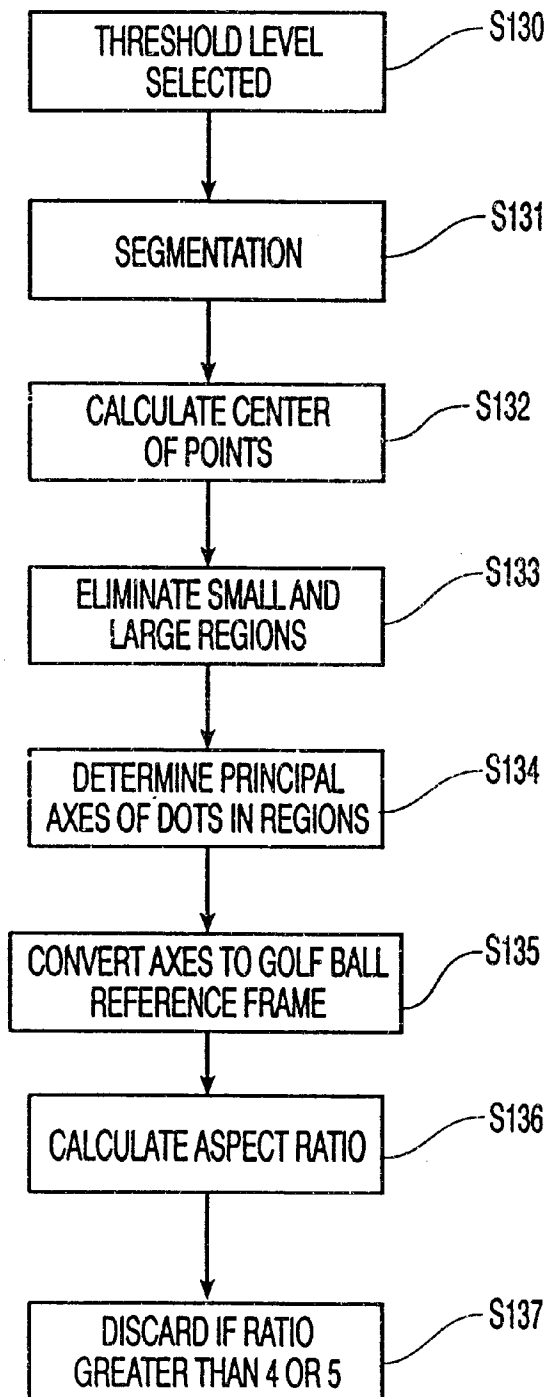 THRESHOLD LEVEL
SELECTED
S130
SEGMENTATION
S131
CALCULATE CENTER
OF POINTS
S132
ELIMINATE SMALL AND
LARGE REGIONS
S133
DETERMINE PRINCIPAL
AXES OF DOTS IN REGIONS
S134
CONVERT AXES TO GOLF BALL
REFERENCE FRAME
S135
CALCULATE ASPECT RATIO
S136
DISCARD IF RATIO
GREATER THAN 4 OR 5
S137